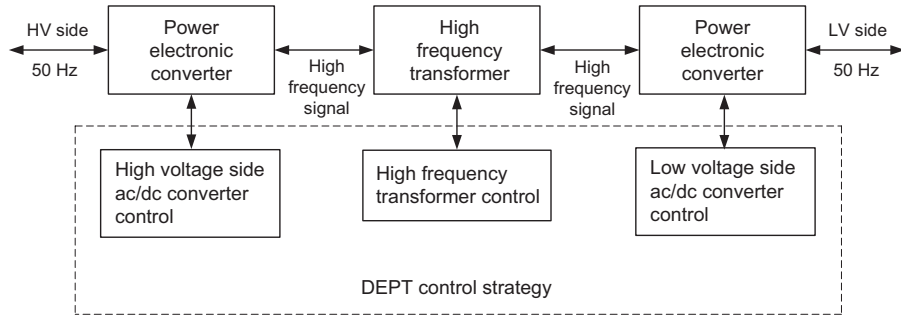 HV side
50 Hz
Power
electronic
converter
High
frequency
signal
High
frequency
transformer
High
frequency
signal
Power
electronic
converter
LV side
50 Hz
High voltage side
ac/dc converter
control
High frequency
transformer control
Low voltage side
ac/dc converter
control
DEPT control strategy